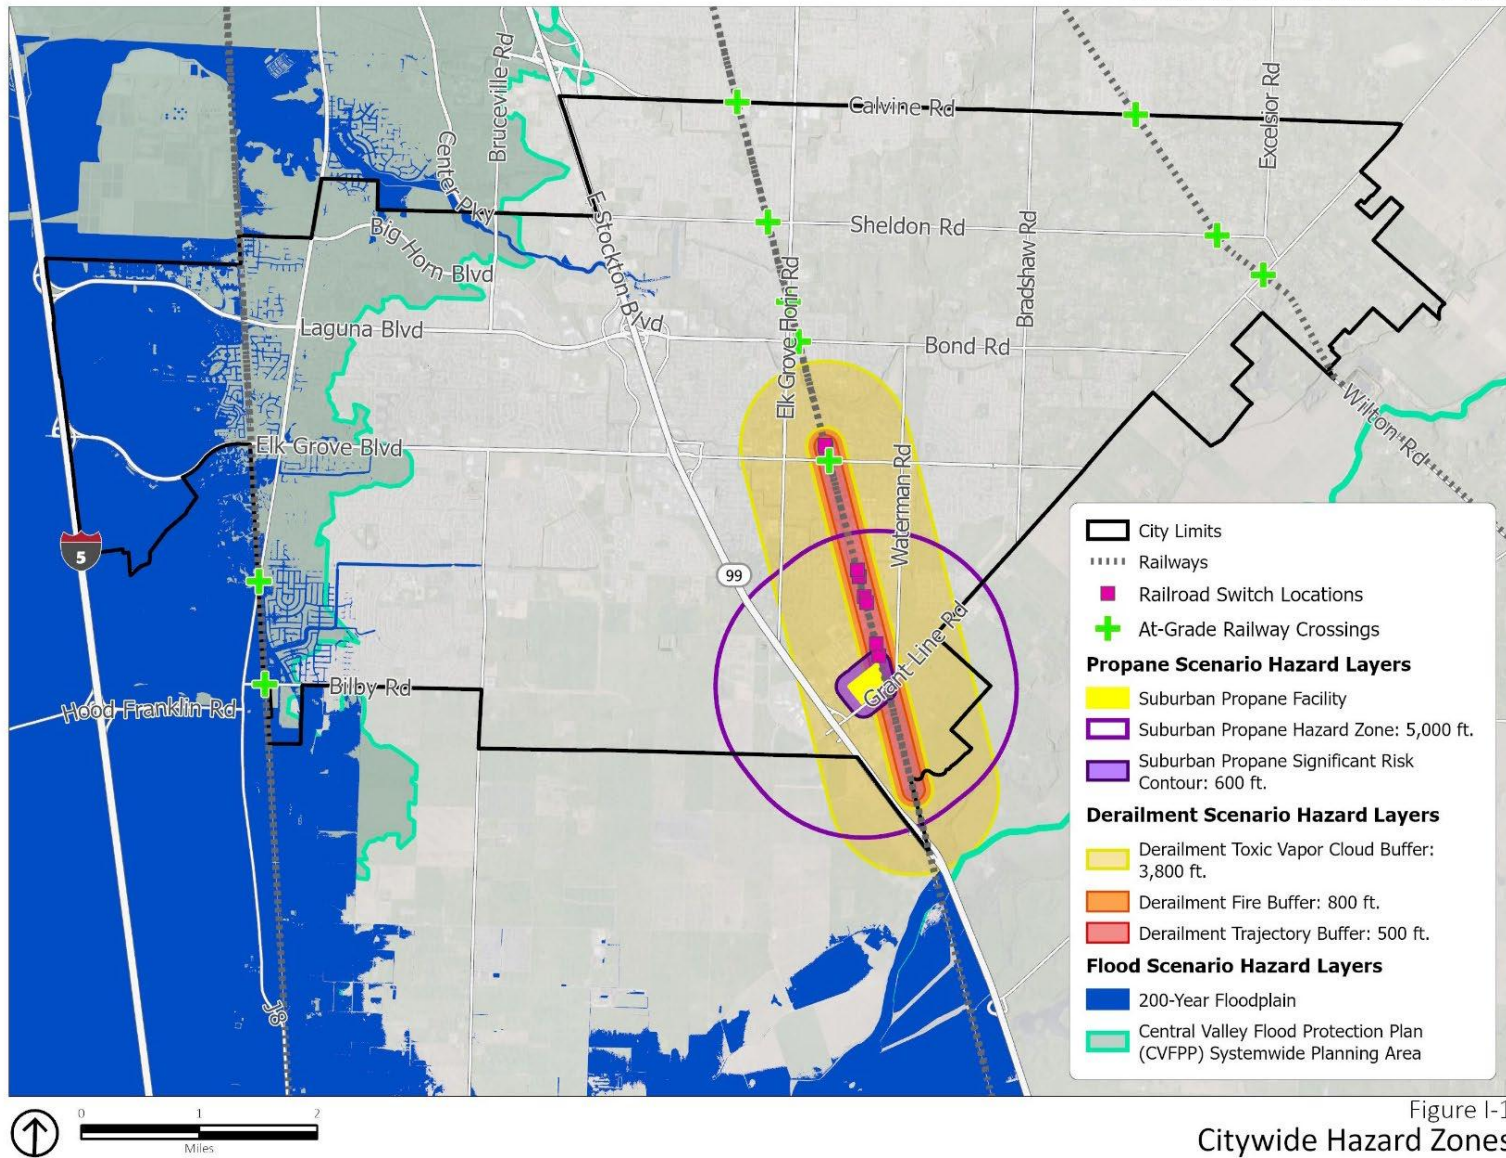 Calvine Rd
Bruceville Rd
Center Pky
Excelsior Rd
E Stockton Blvd
Sheldon Rd
Big Horn Blvd
Bradshaw Rd
Elk Grove Florin Rd
Laguna Blvd
Bond Rd
Wilton Rd
Elk Grove Blvd
Waterman Rd
5
99
Grant Line Rd
Bilby Rd
Hood Franklin Rd
J8
City Limits
Railways
Railroad Switch Locations
At-Grade Railway Crossings
Propane Scenario Hazard Layers
Suburban Propane Facility
Suburban Propane Hazard Zone: 5,000 ft.
Suburban Propane Significant Risk
Contour: 600 ft.
Derailment Scenario Hazard Layers
Derailment Toxic Vapor Cloud Buffer:
3,800 ft.
Derailment Fire Buffer: 800 ft.
Derailment Trajectory Buffer: 500 ft.
Flood Scenario Hazard Layers
200-Year Floodplain
Central Valley Flood Protection Plan
(CVFPP) Systemwide Planning Area
0 1 2
Miles
Figure I-1
Citywide Hazard Zones